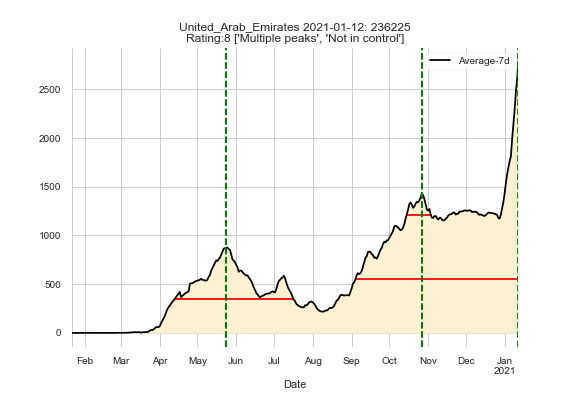 United_Arab_Emirates 2021-01-12: 236225
Rating:8 ['Multiple peaks', 'Not in control']
Average-7d
2500
2000
1500
1000
500
0
Feb Mar Apr May Jun Jul Aug Sep Oct Nov Dec Jan
2021
Date